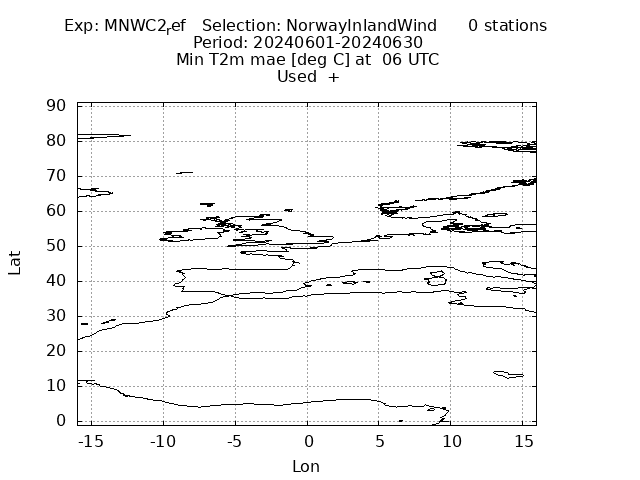 Exp: MNWC2ref   Selection: NorwayInlandWind      0 stations
Period: 20240601-20240630
Min T2m mae [deg C] at  06 UTC
Used  +
90
80
70
60
50
40
30
20
10
0
-15 -10 -5 0 5 10 15
Lat
Lon